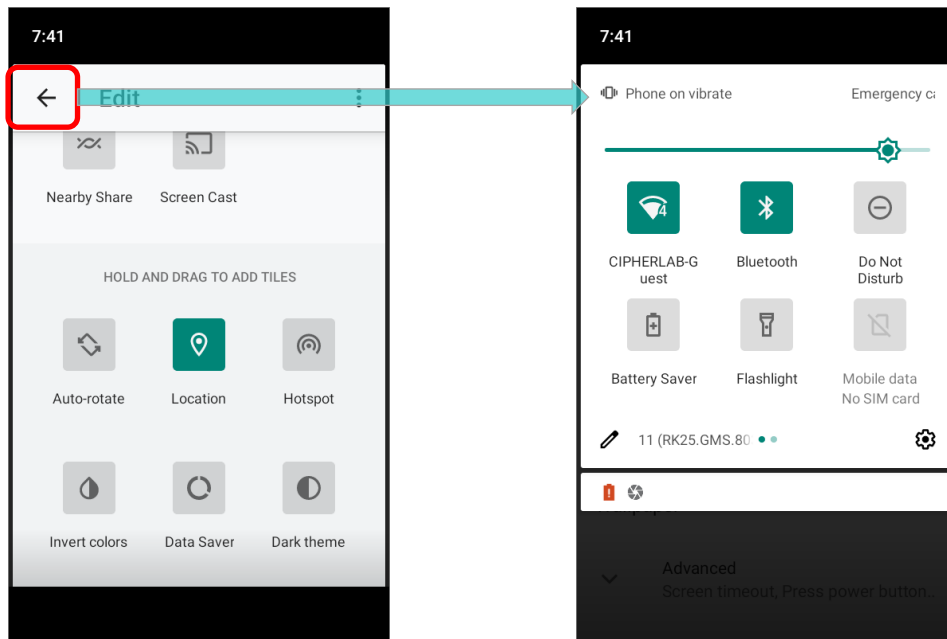 7:41
Edit
Nearby Share
Screen Cast
HOLD AND DRAG TO ADD TILES
Auto-rotate
Location
Hotspot
Invert colors
Data Saver
Dark theme
7:41
Phone on vibrate
Emergency ca
4
CIPHERLAB-G
uest
Bluetooth
Do Not
Disturb
Battery Saver
Flashlight
Mobile data
No SIM card
11 (RK25.GMS.80
Advanced
Screen timeout, Press power button..